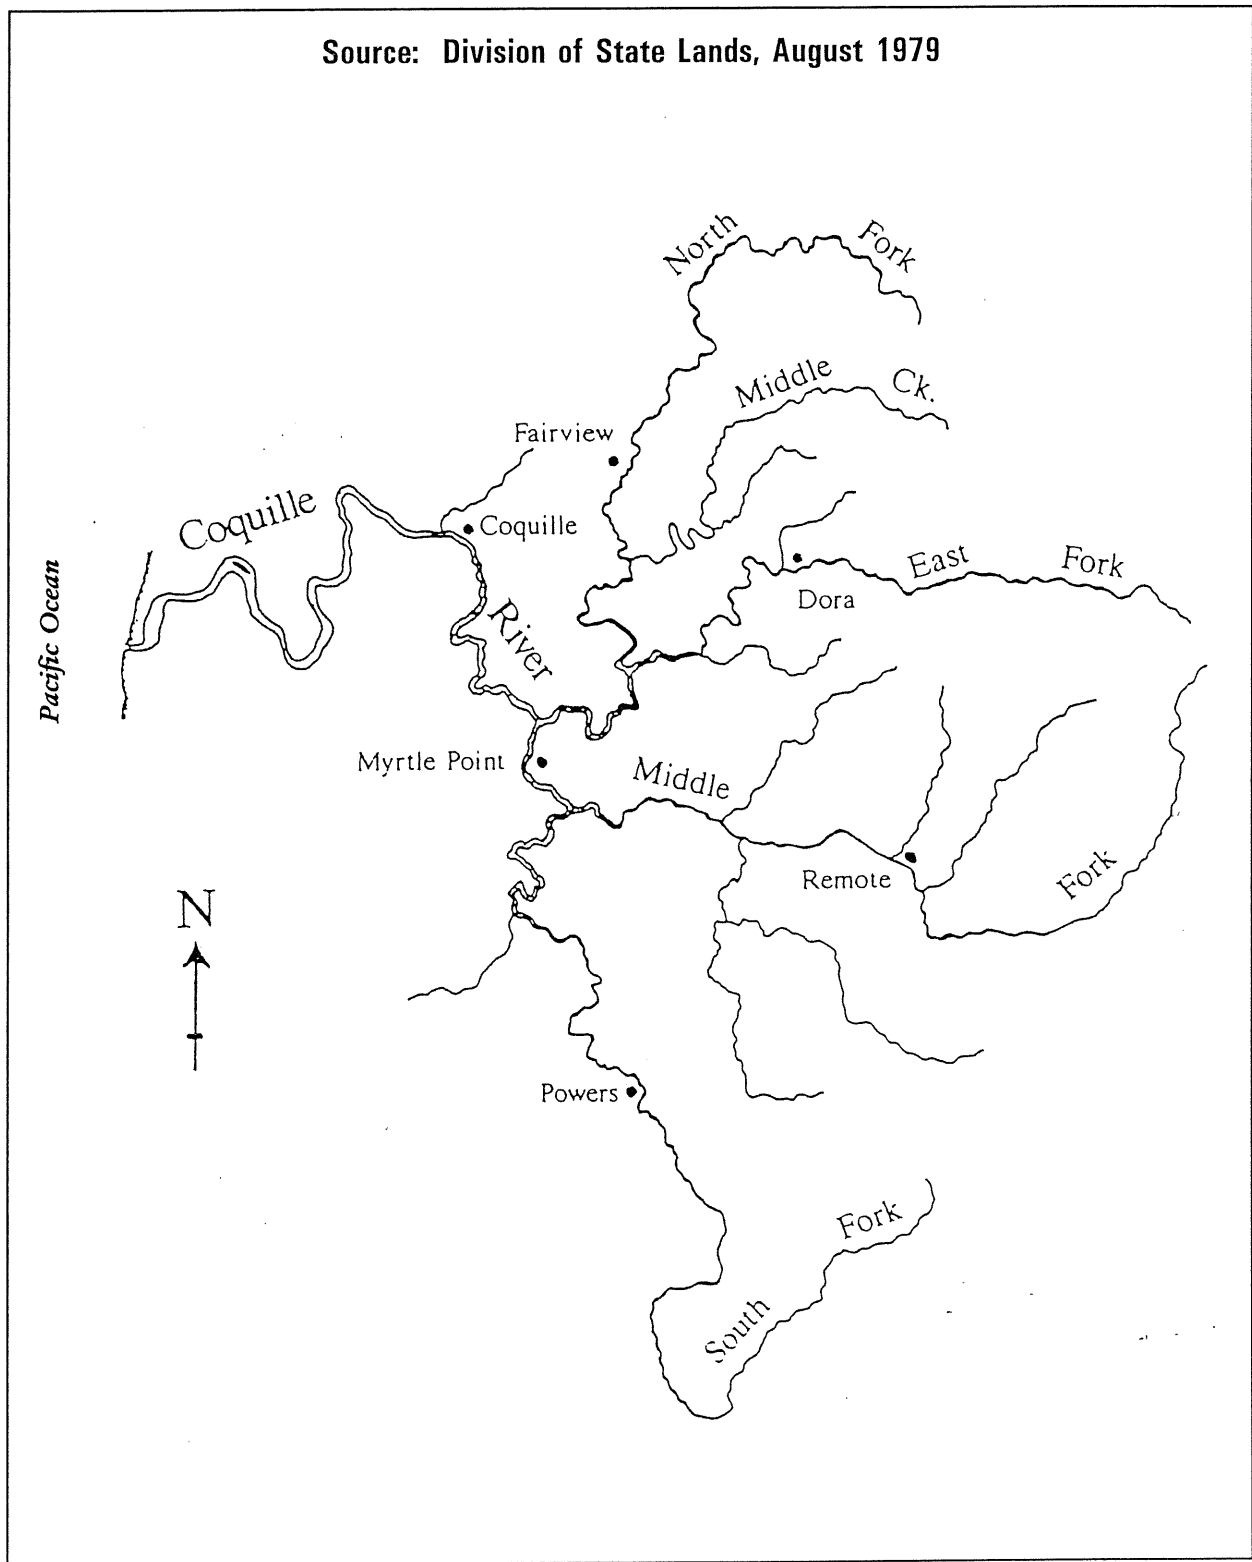 Source: Division of State Lands, August 1979
North Fork
Middle Ck.
Fairview
Coquille River
Coquille
East Fork
Dora
Pacific Ocean
Myrtle Point
Middle Fork
Remote
N
Powers
South Fork